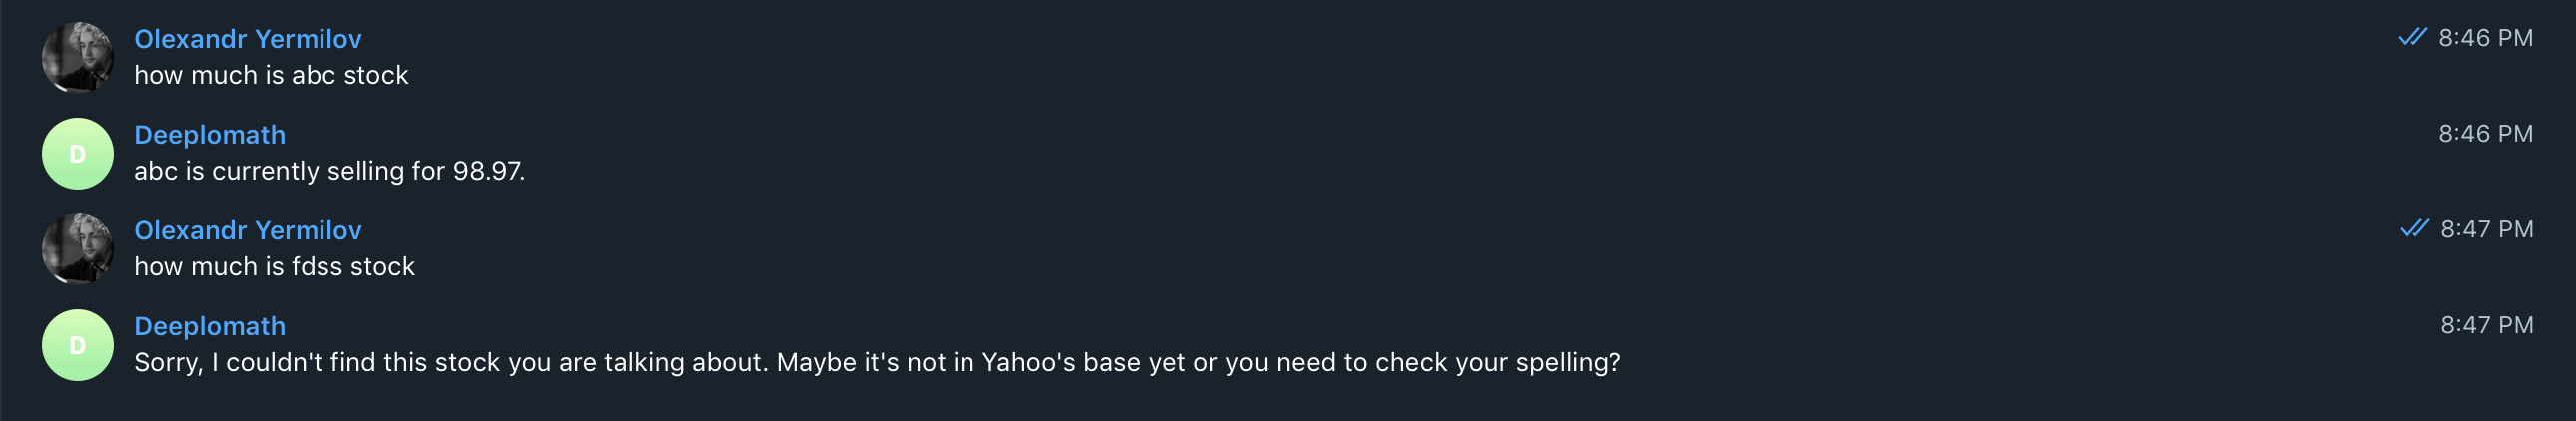 Olexandr Yermilov 8:46 PM
how much is abc stock
D
Deeplomath 8:46 PM
abc is currently selling for 98.97.
Olexandr Yermilov 8:47 PM
how much is fdss stock
D
Deeplomath 8:47 PM
Sorry, I couldn't find this stock you are talking about. Maybe it's not in Yahoo's base yet or you need to check your spelling?